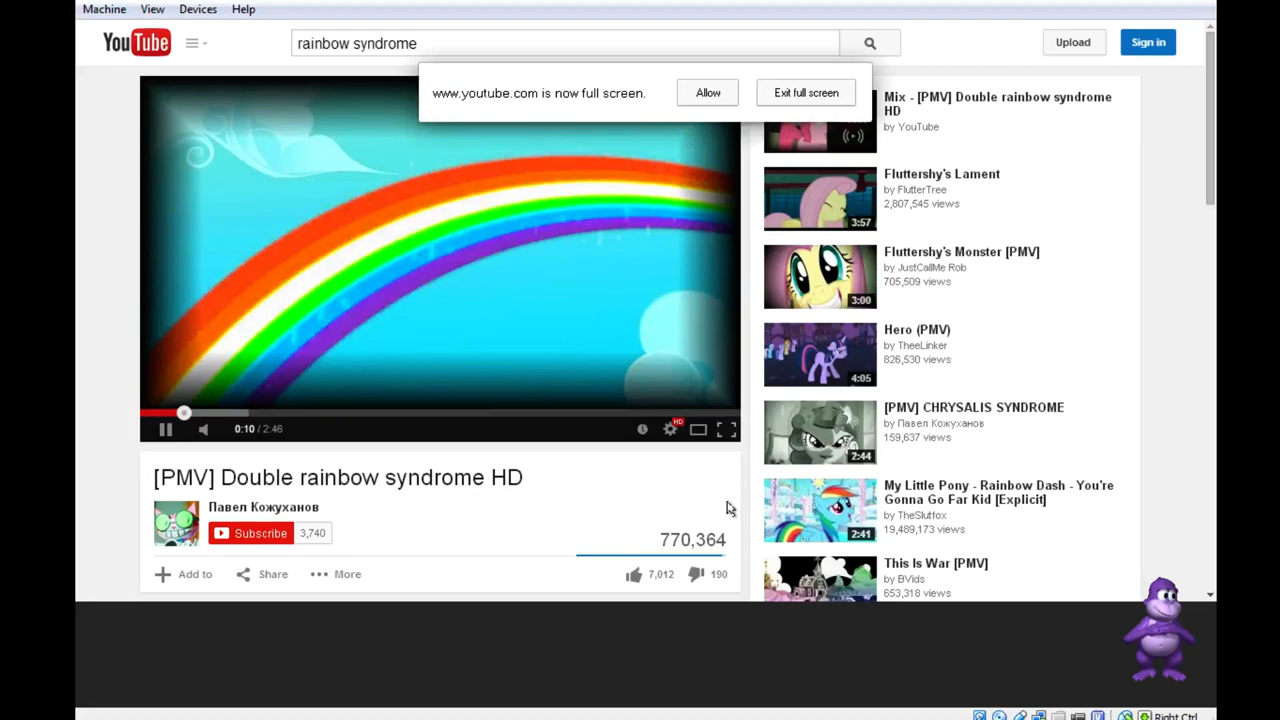 Machine View Devices Help
YouTube
rainbow syndrome
Upload
Sign in
www.youtube.com is now full screen.
Allow
Exit full screen
0:10 / 2:46
HD
[PMV] Double rainbow syndrome HD
Павел Кожуханов
Subscribe 3,740
770,364
Add to Share More
7,012 190
Mix - [PMV] Double rainbow syndrome
HD
by YouTube
Fluttershy's Lament
by FlutterTree
2,807,545 views
3:57
Fluttershy's Monster [PMV]
by JustCallMe Rob
705,509 views
3:00
Hero (PMV)
by TheeLinker
826,530 views
4:05
[PMV] CHRYSALIS SYNDROME
by Павел Кожуханов
159,637 views
2:44
My Little Pony - Rainbow Dash - You're
Gonna Go Far Kid [Explicit]
by TheSlutfox
19,489,173 views
2:41
This Is War [PMV]
by BVids
653,318 views
Right Ctrl